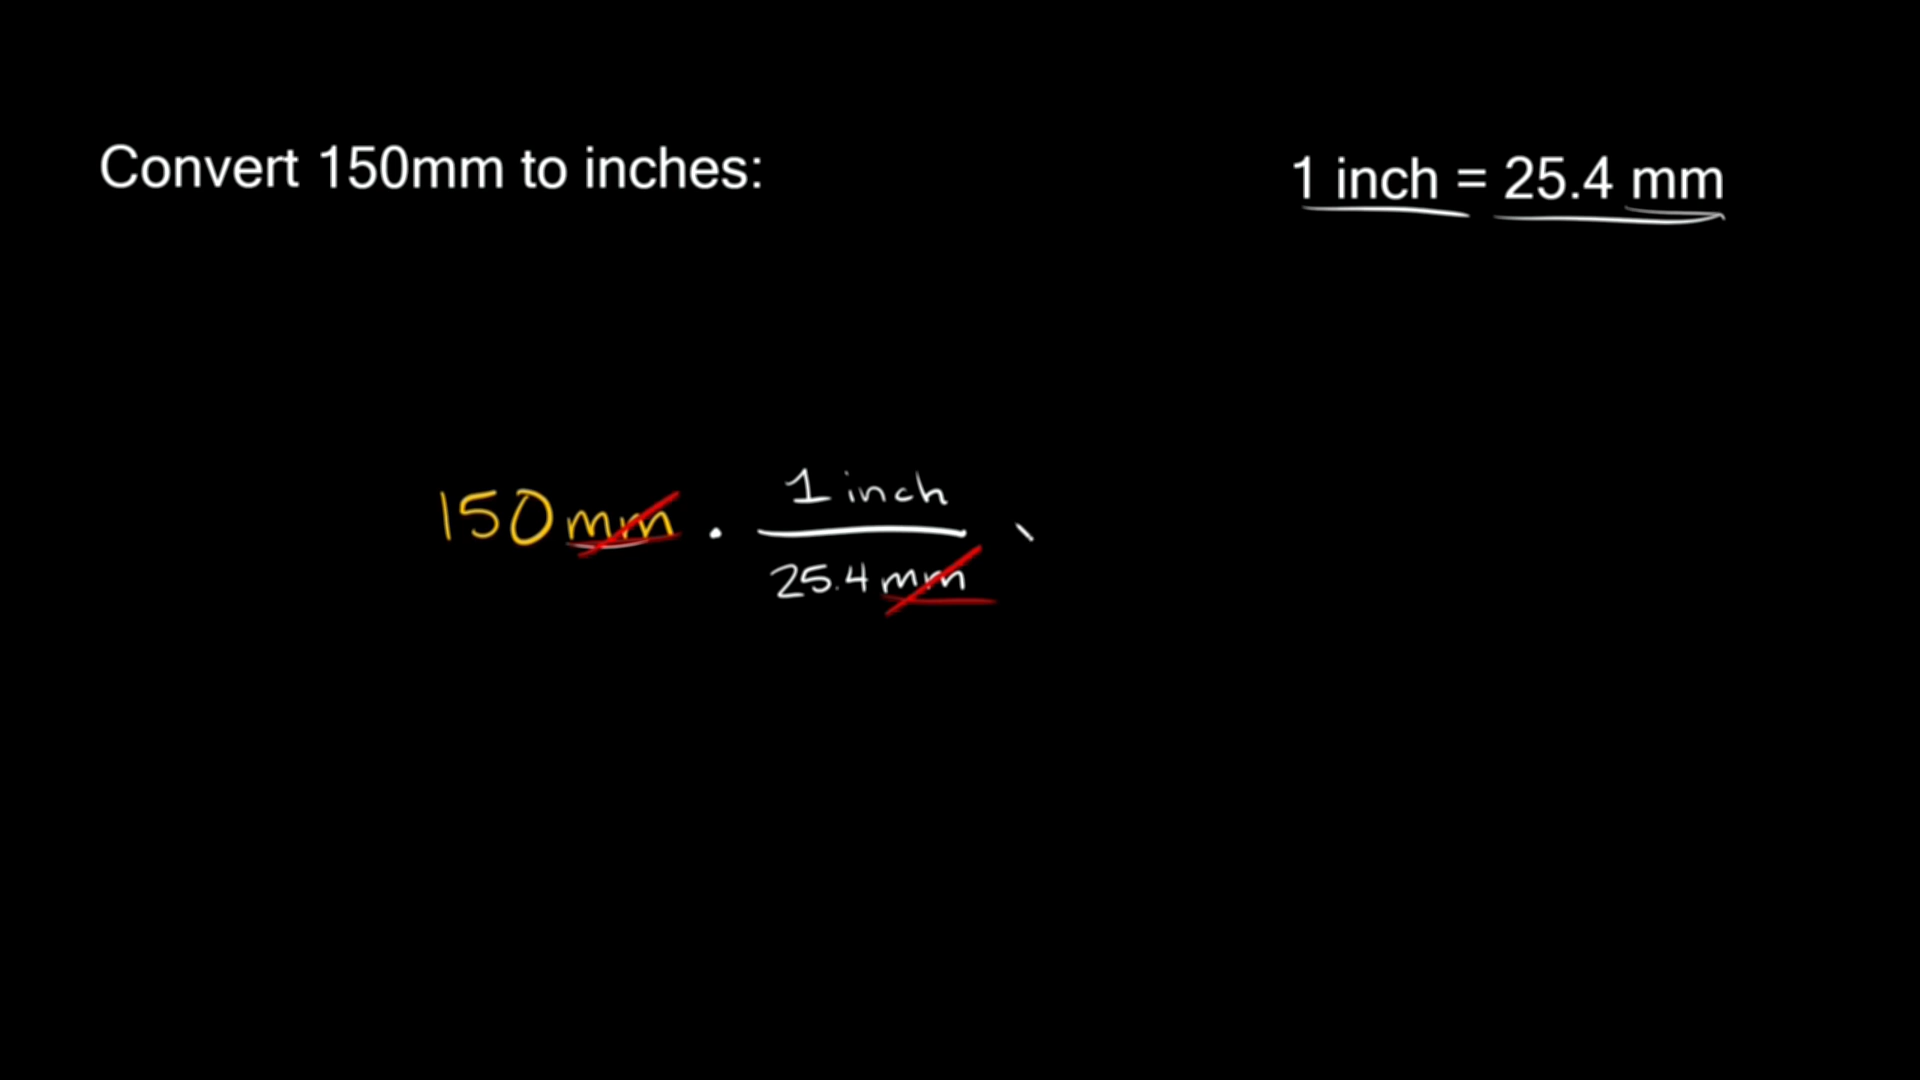 Convert 150mm to inches:
1 inch = 25.4 mm
150 mm · 1 inch
25.4 mm